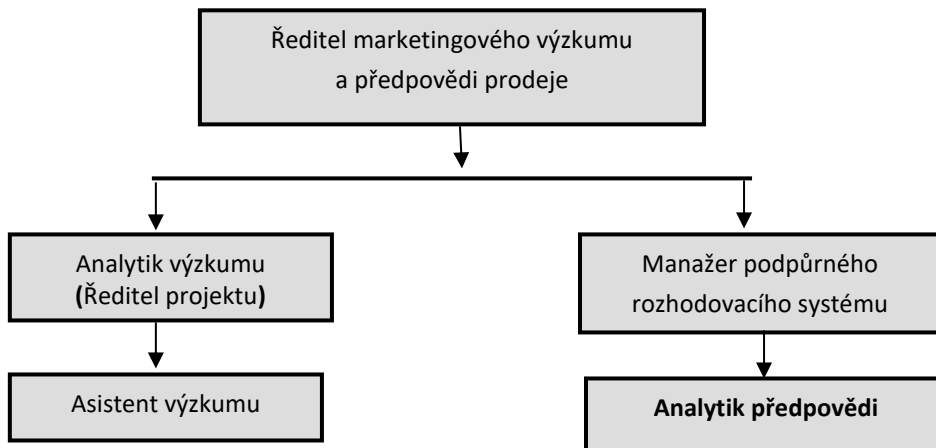 Ředitel marketingového výzkumu
a předpovědi prodeje
Analytik výzkumu
(Ředitel projektu)
Manažer podpůrného
rozhodovacího systému
Asistent výzkumu
Analytik předpovědi